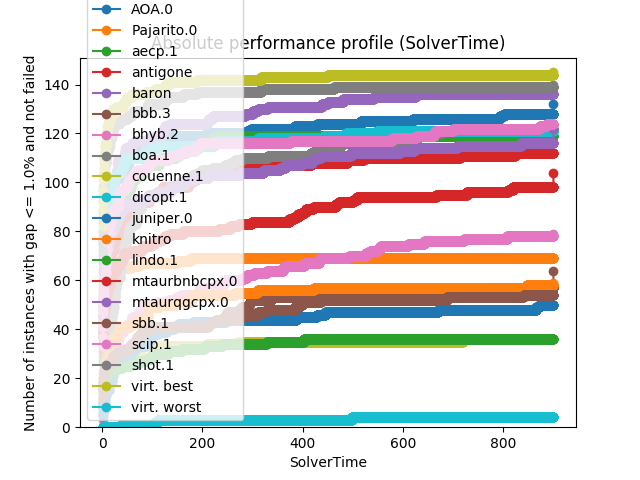 AOA.0
Pajarito.0
aecp.1
antigone
baron
bbb.3
bhyb.2
boa.1
couenne.1
dicopt.1
juniper.0
knitro
lindo.1
mtaurbnbcpx.0
mtaurqgcpx.0
sbb.1
scip.1
shot.1
virt. best
virt. worst
Absolute performance profile (SolverTime)
Number of instances with gap <= 1.0% and not failed
140
120
100
80
60
40
20
0
0 200 400 600 800
SolverTime